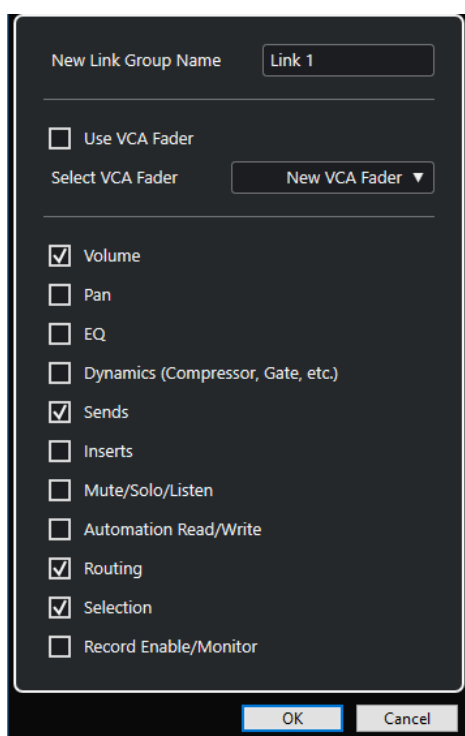 New Link Group Name Link 1
Use VCA Fader
Select VCA Fader New VCA Fader
Volume
Pan
EQ
Dynamics (Compressor, Gate, etc.)
Sends
Inserts
Mute/Solo/Listen
Automation Read/Write
Routing
Selection
Record Enable/Monitor
OK Cancel